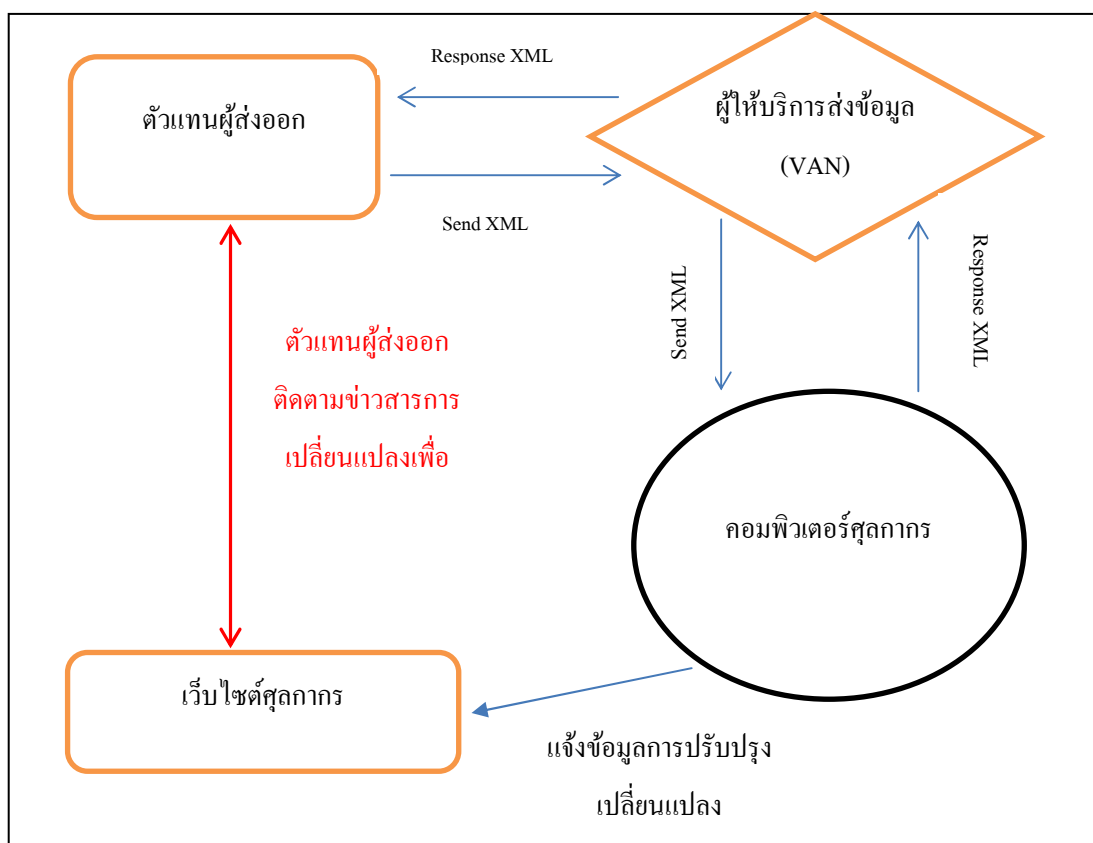 Response XML
ตัวแทนผู้ส่งออก
ผู้ให้บริการส่งข้อมูล
(VAN)
Send XML
Send XML
Response XML
ตัวแทนผู้ส่งออก
ติดตามข่าวสารการ
เปลี่ยนแปลงเพื่อ
คอมพิวเตอร์ศุลกากร
เว็บไซต์ศุลกากร
แจ้งข้อมูลการปรับปรุง
เปลี่ยนแปลง